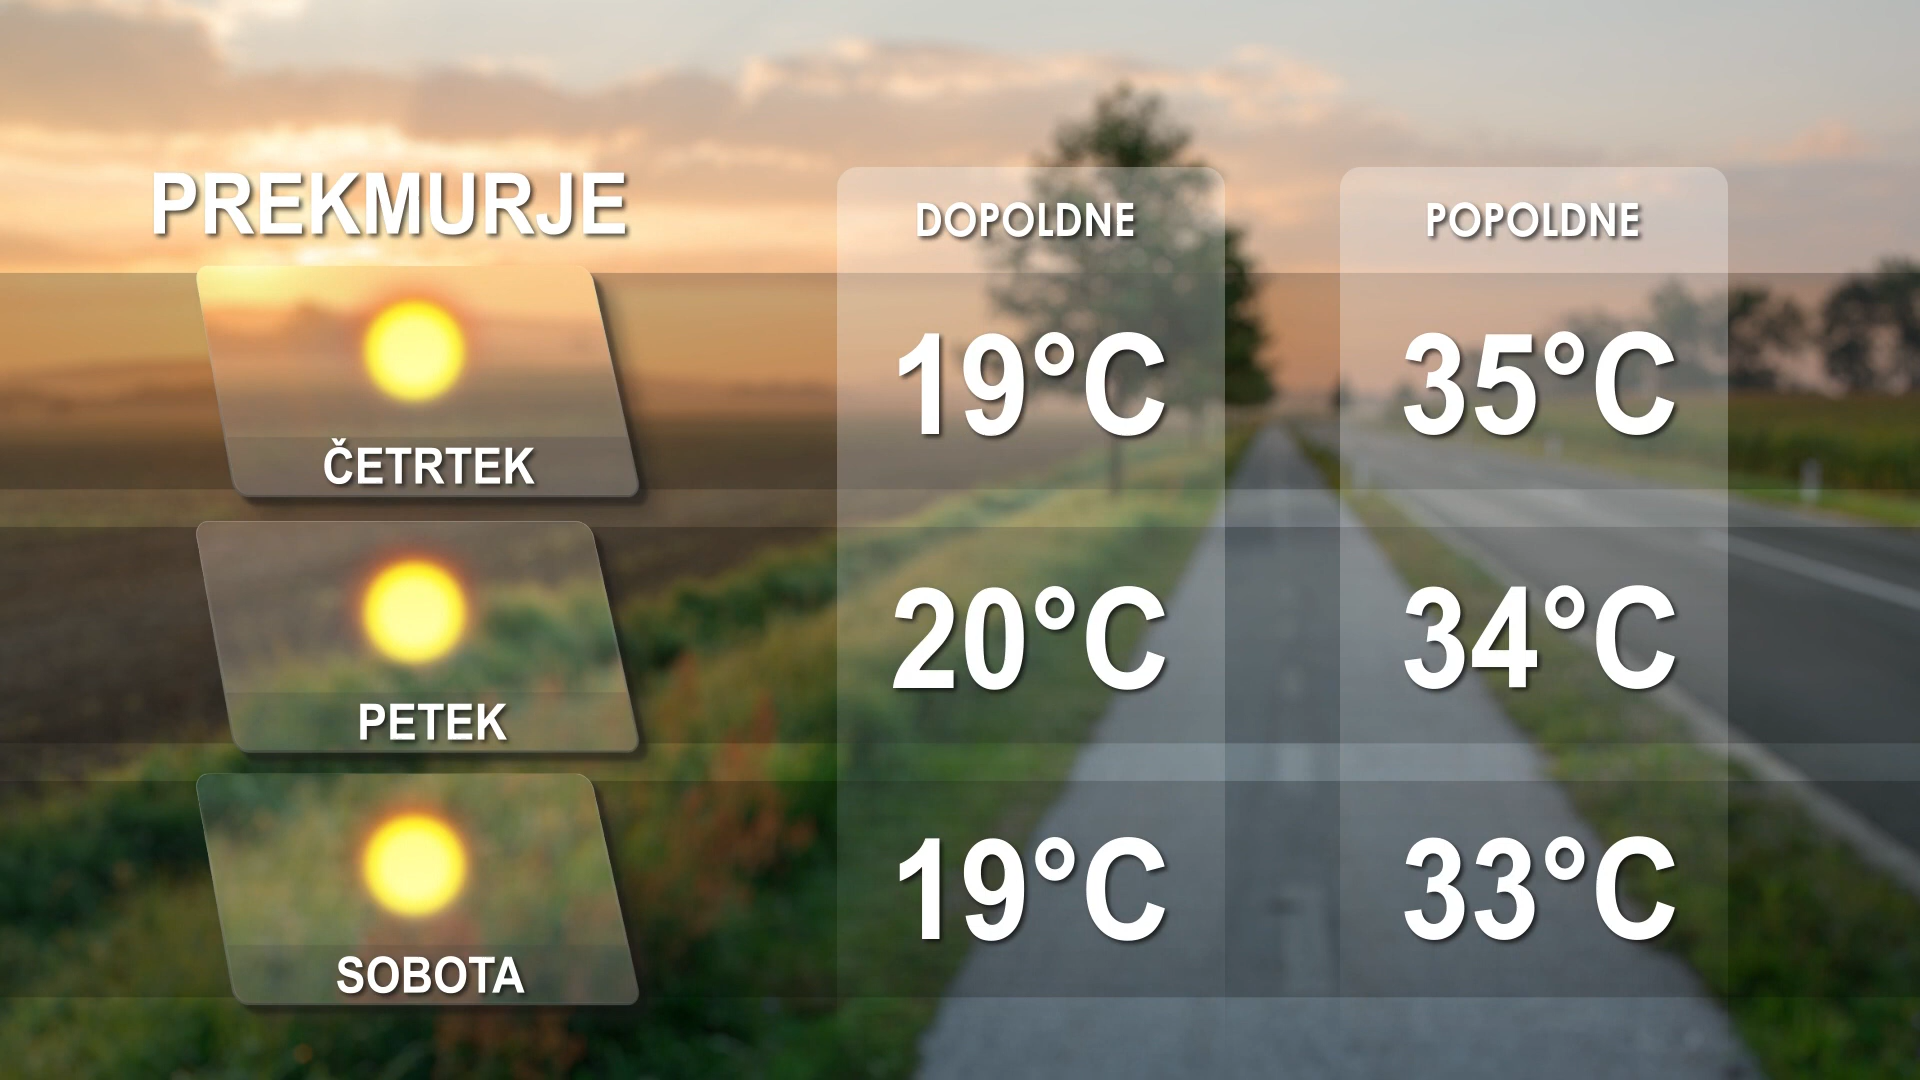 PREKMURJE
DOPOLDNE
POPOLDNE
19°C
35°C
ČETRTEK
20°C
34°C
PETEK
19°C
33°C
SOBOTA